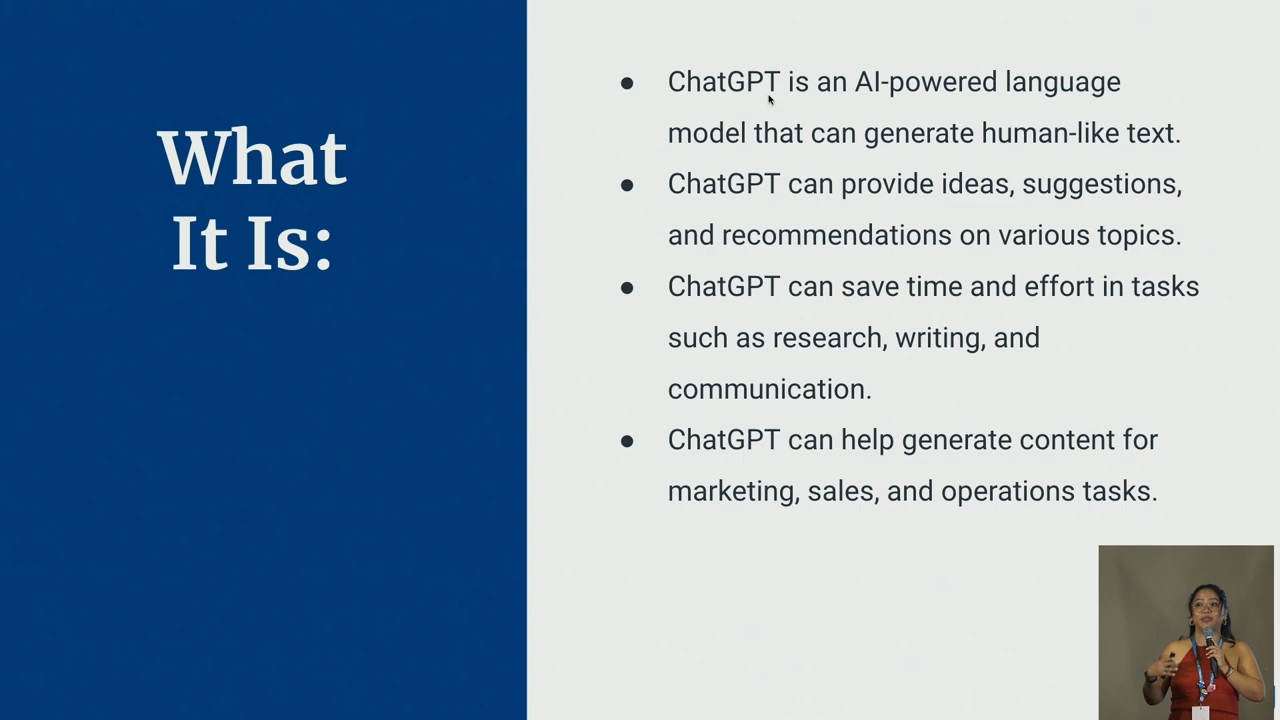 What
It Is:
● ChatGPT is an AI-powered language
model that can generate human-like text.
● ChatGPT can provide ideas, suggestions,
and recommendations on various topics.
● ChatGPT can save time and effort in tasks
such as research, writing, and
communication.
● ChatGPT can help generate content for
marketing, sales, and operations tasks.